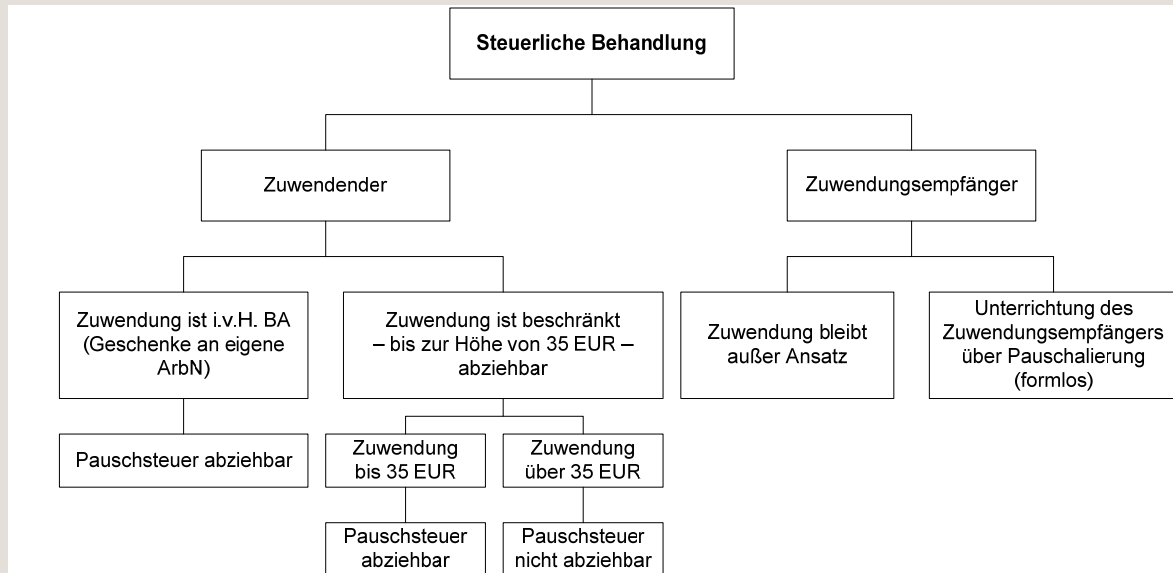 Steuerliche Behandlung
Zuwendender
Zuwendungsempfänger
Zuwendung ist i.v.H. BA
(Geschenke an eigene
ArbN)
Zuwendung ist beschränkt
– bis zur Höhe von 35 EUR –
abziehbar
Zuwendung bleibt
außer Ansatz
Unterrichtung des
Zuwendungsempfängers
über Pauschalierung
(formlos)
Pauschsteuer abziehbar
Zuwendung
bis 35 EUR
Zuwendung
über 35 EUR
Pauschsteuer
abziehbar
Pauschsteuer
nicht abziehbar